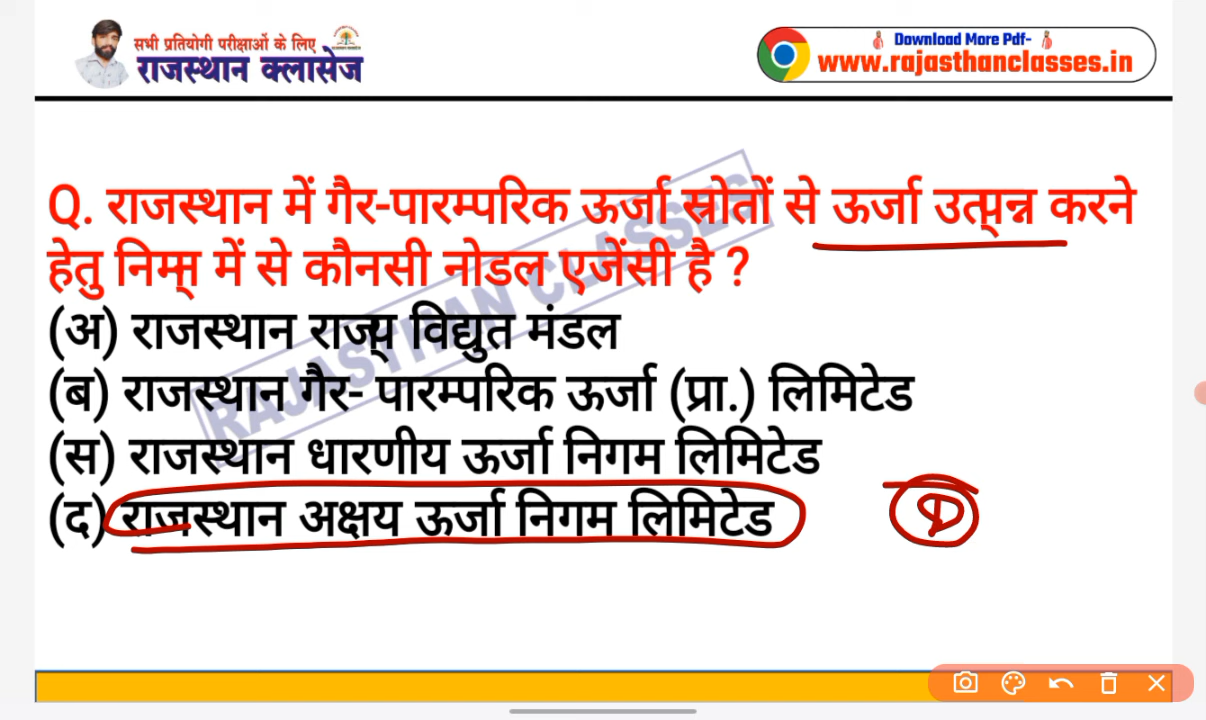 सभी प्रतियोगी परीक्षाओं के लिए
राजस्थान क्लासेज
Download More Pdf-
www.rajasthanclasses.in
Q. राजस्थान में गैर-पारम्परिक ऊर्जा स्रोतों से ऊर्जा उत्पन्न करने
हेतु निम्न में से कौनसी नोडल एजेंसी है ?
(अ) राजस्थान राज्य विद्युत मंडल
(ब) राजस्थान गैर- पारम्परिक ऊर्जा (प्रा.) लिमिटेड
(स) राजस्थान धारणीय ऊर्जा निगम लिमिटेड
(द) राजस्थान अक्षय ऊर्जा निगम लिमिटेड
D
RAJASTHAN CLASSES